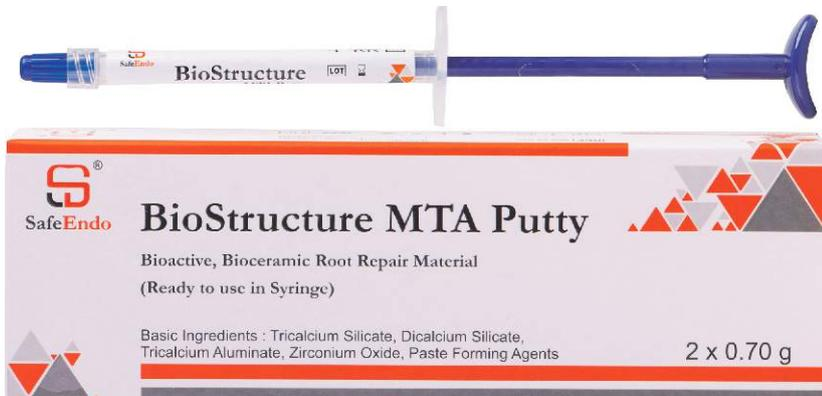 SafeEndo
BioStructure
LOT
SafeEndo®
BioStructure MTA Putty
Bioactive, Bioceramic Root Repair Material
(Ready to use in Syringe)
Basic Ingredients : Tricalcium Silicate, Dicalcium Silicate,
Tricalcium Aluminate, Zirconium Oxide, Paste Forming Agents
2 x 0.70 g